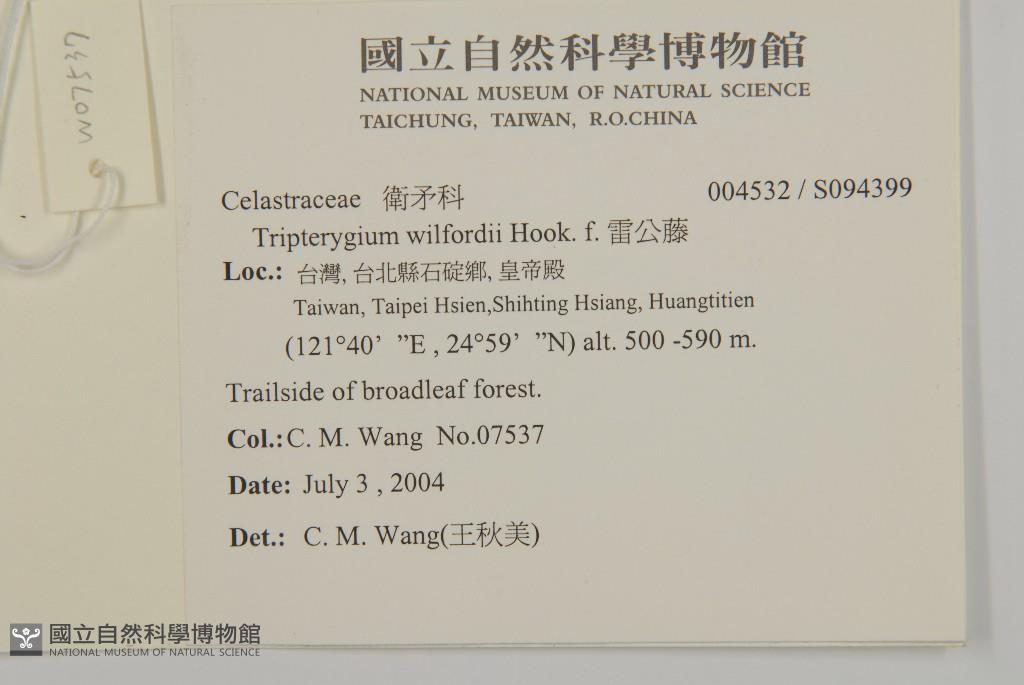 W07537
國立自然科學博物館
NATIONAL MUSEUM OF NATURAL SCIENCE
TAICHUNG, TAIWAN, R.O.CHINA
Celastraceae 衛矛科 004532 / S094399
Tripterygium wilfordii Hook. f. 雷公藤
Loc.: 台灣, 台北縣石碇鄉, 皇帝殿
Taiwan, Taipei Hsien,Shihting Hsiang, Huangtitien
(121°40’ ”E , 24°59’ ”N) alt. 500 -590 m.
Trailside of broadleaf forest.
Col.: C. M. Wang No.07537
Date: July 3 , 2004
Det.: C. M. Wang(王秋美)
國立自然科學博物館
NATIONAL MUSEUM OF NATURAL SCIENCE